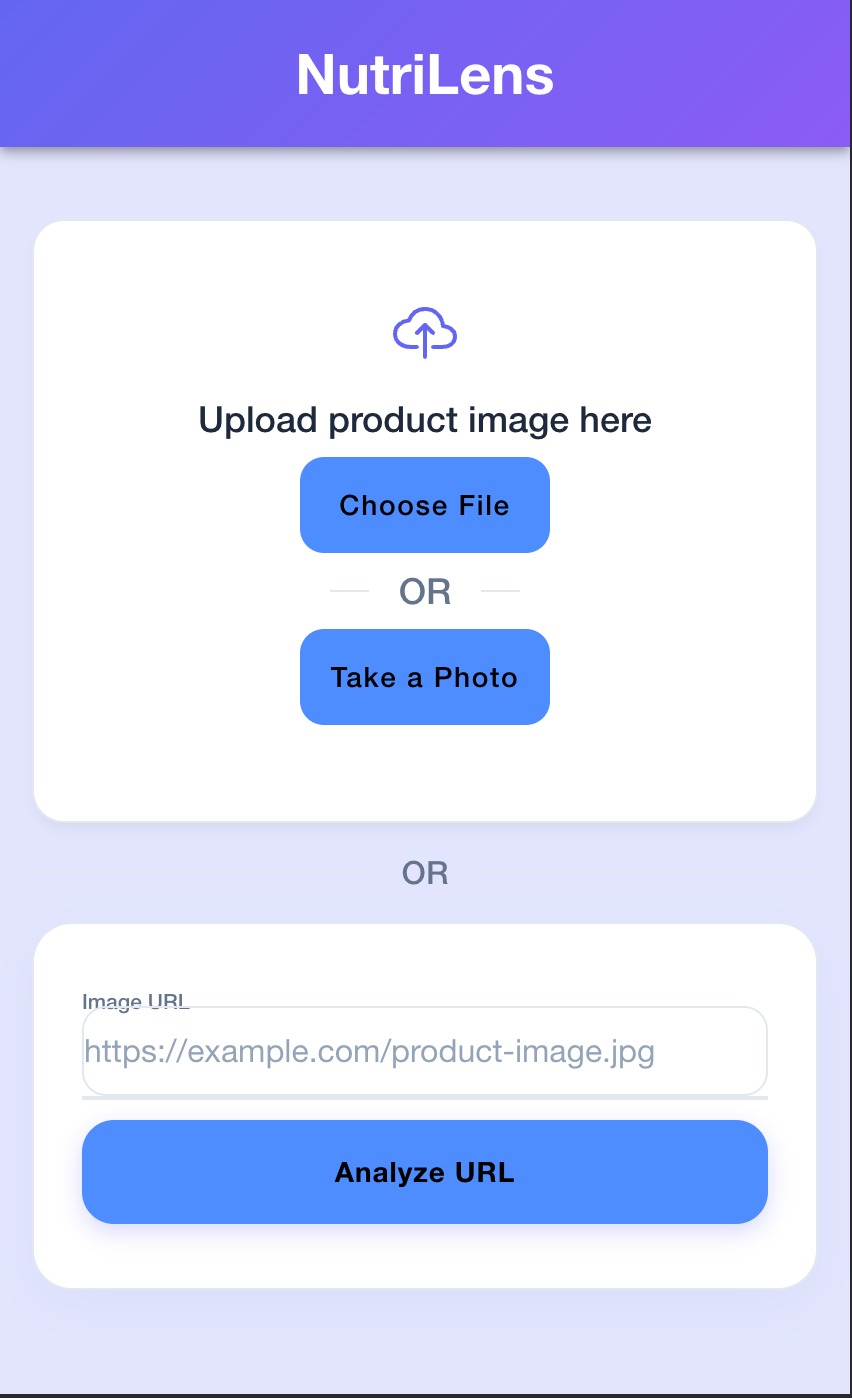 NutriLens
Upload product image here
Choose File
OR
Take a Photo
OR
Image URL
https://example.com/product-image.jpg
Analyze URL